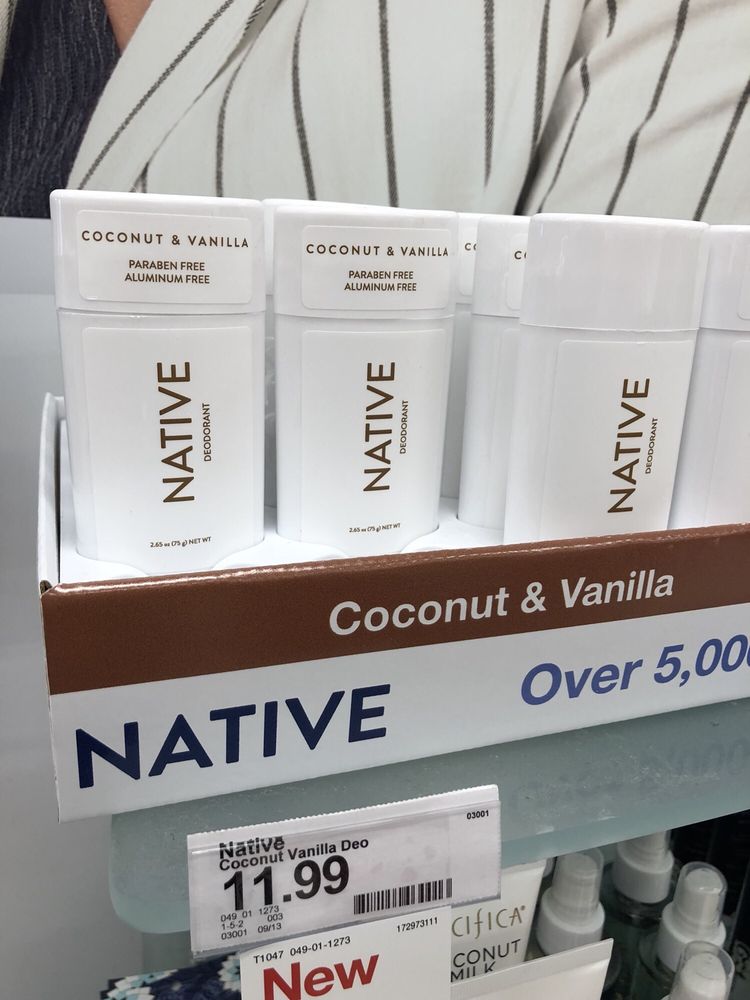 COCONUT & VANILLA
PARABEN FREE
ALUMINUM FREE
NATIVE
DEODORANT
2.65 oz (75 g) NET WT
COCONUT & VANILLA
PARABEN FREE
ALUMINUM FREE
NATIVE
DEODORANT
2.65 oz (75 g) NET WT
NATIVE
DEODORANT
Coconut & Vanilla
NATIVE
Over 5,00
03001
Native
Coconut Vanilla Deo
11.99
049 01 1273
1-5-2 003
03001 09/13
172973111
T1047 049-01-1273
New
CIFICA
CONUT
MILK